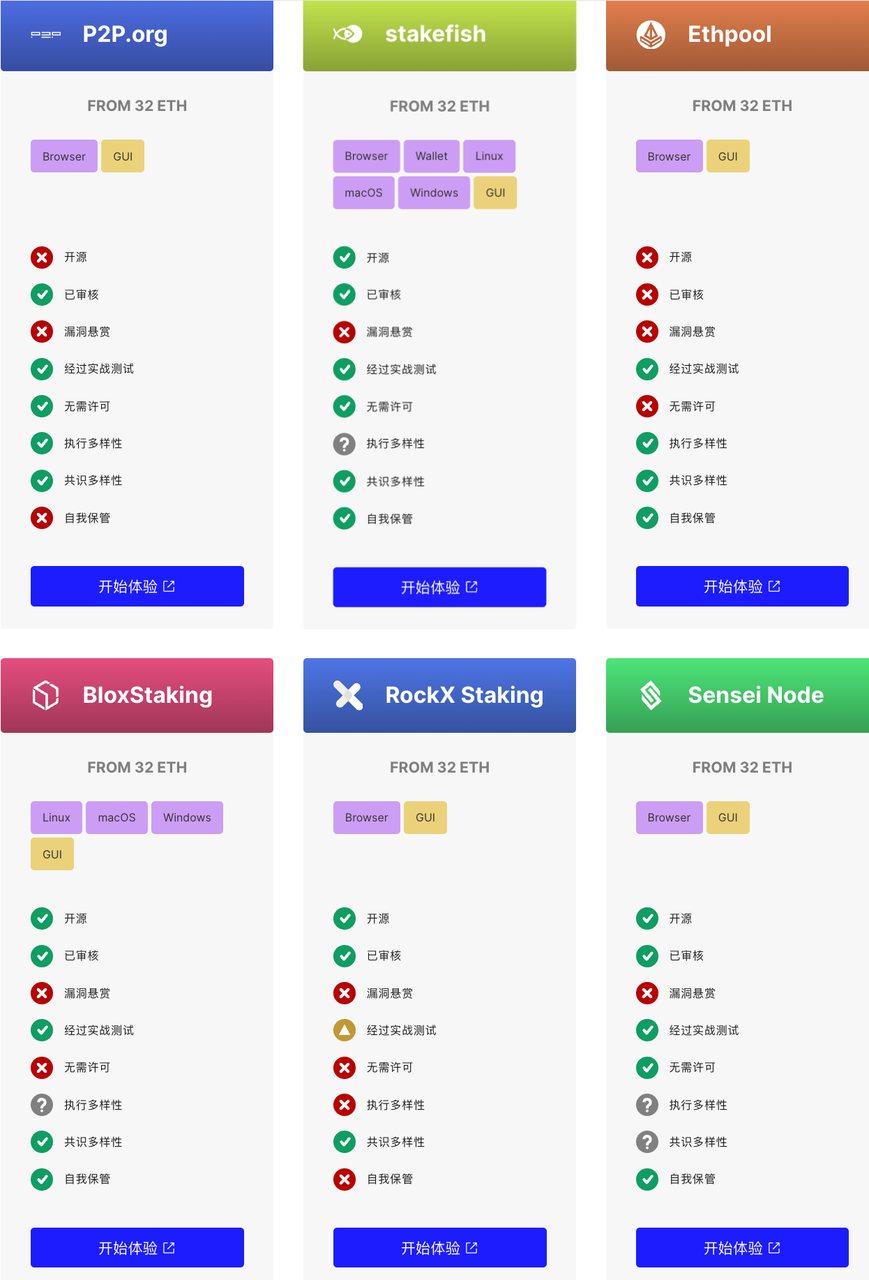 P2P.org
FROM 32 ETH
Browser GUI
开源
已审核
漏洞悬赏
经过实战测试
无需许可
执行多样性
共识多样性
自我保管
开始体验
stakefish
FROM 32 ETH
Browser Wallet Linux
macOS Windows GUI
开源
已审核
漏洞悬赏
经过实战测试
无需许可
执行多样性
共识多样性
自我保管
开始体验
Ethpool
FROM 32 ETH
Browser GUI
开源
已审核
漏洞悬赏
经过实战测试
无需许可
执行多样性
共识多样性
自我保管
开始体验
BloxStaking
FROM 32 ETH
Linux macOS Windows
GUI
开源
已审核
漏洞悬赏
经过实战测试
无需许可
执行多样性
共识多样性
自我保管
开始体验
RockX Staking
FROM 32 ETH
Browser GUI
开源
已审核
漏洞悬赏
经过实战测试
无需许可
执行多样性
共识多样性
自我保管
开始体验
Sensei Node
FROM 32 ETH
Browser GUI
开源
已审核
漏洞悬赏
经过实战测试
无需许可
执行多样性
共识多样性
自我保管
开始体验